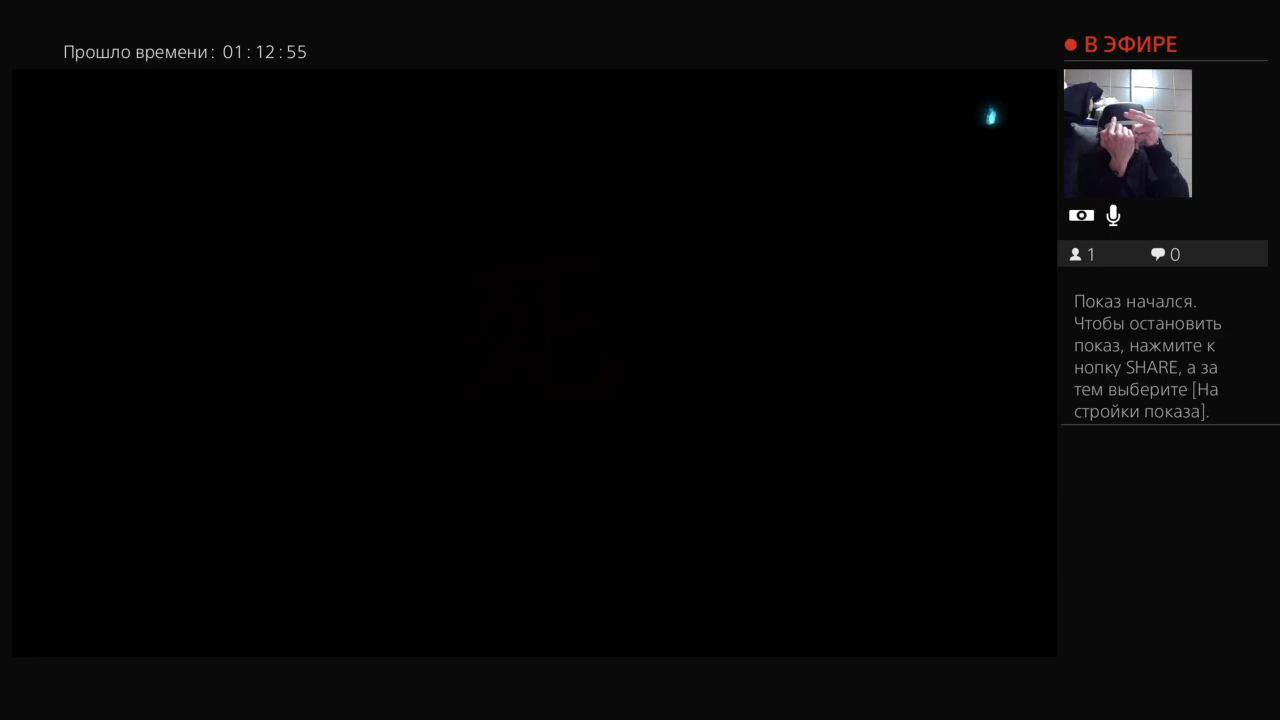 Прошло времени: 01:12:55
В ЭФИРЕ
1 0
Показ начался.
Чтобы остановить
показ, нажмите к
нопку SHARE, а за
тем выберите [На
стройки показа].